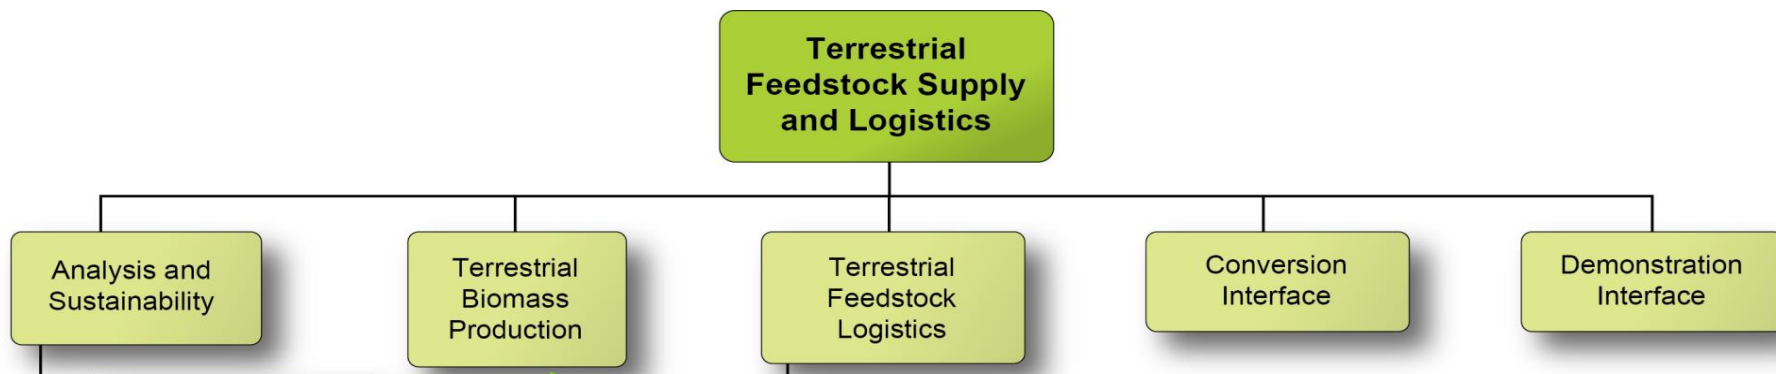 Terrestrial
Feedstock Supply
and Logistics
Analysis and
Sustainability
Terrestrial
Biomass
Production
Terrestrial
Feedstock
Logistics
Conversion
Interface
Demonstration
Interface